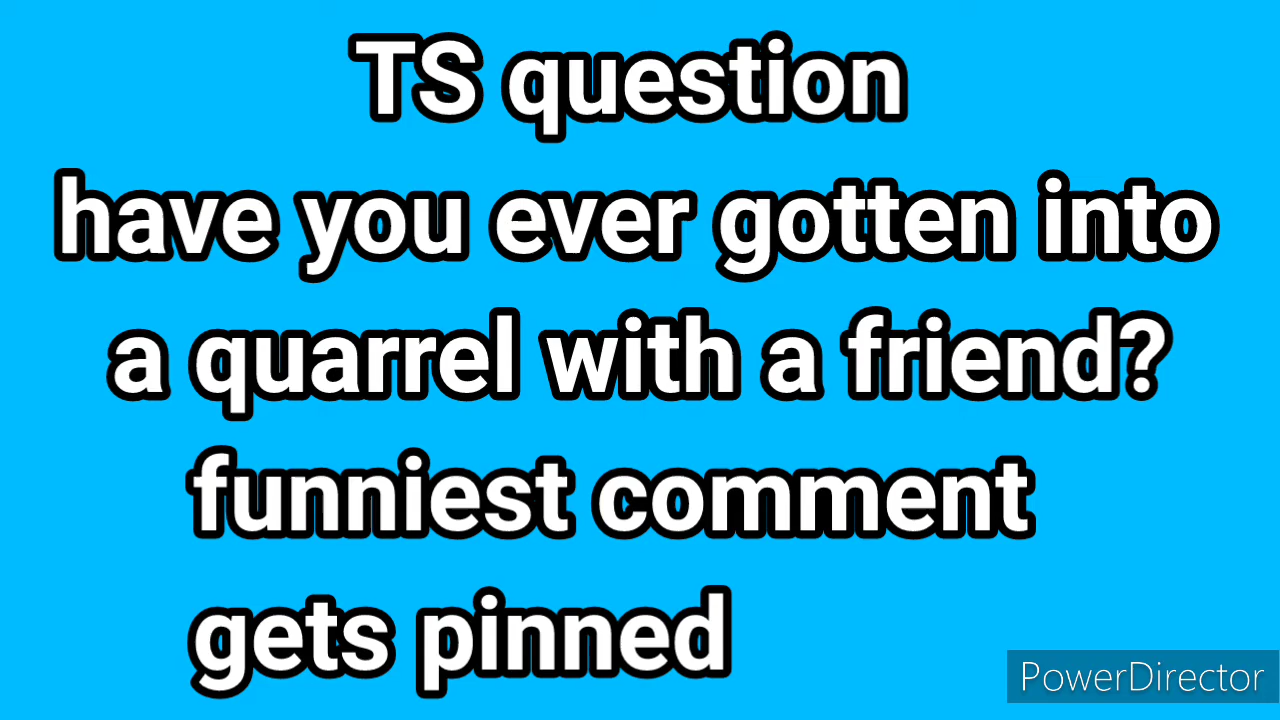 TS question
have you ever gotten into
a quarrel with a friend?
funniest comment
gets pinned
PowerDirector